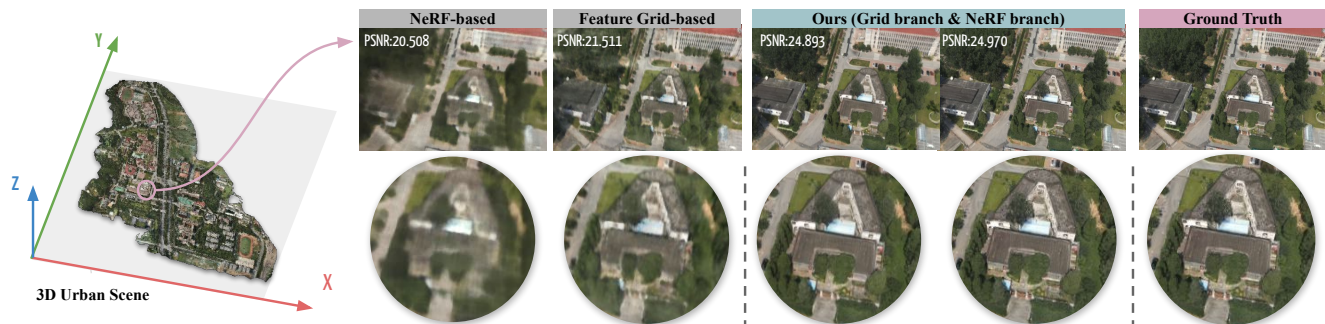 NeRF-based
Feature Grid-based
Ours (Grid branch & NeRF branch)
Ground Truth
PSNR:20.508
PSNR:21.511
PSNR:24.893
PSNR:24.970
Y
Z
X
3D Urban Scene